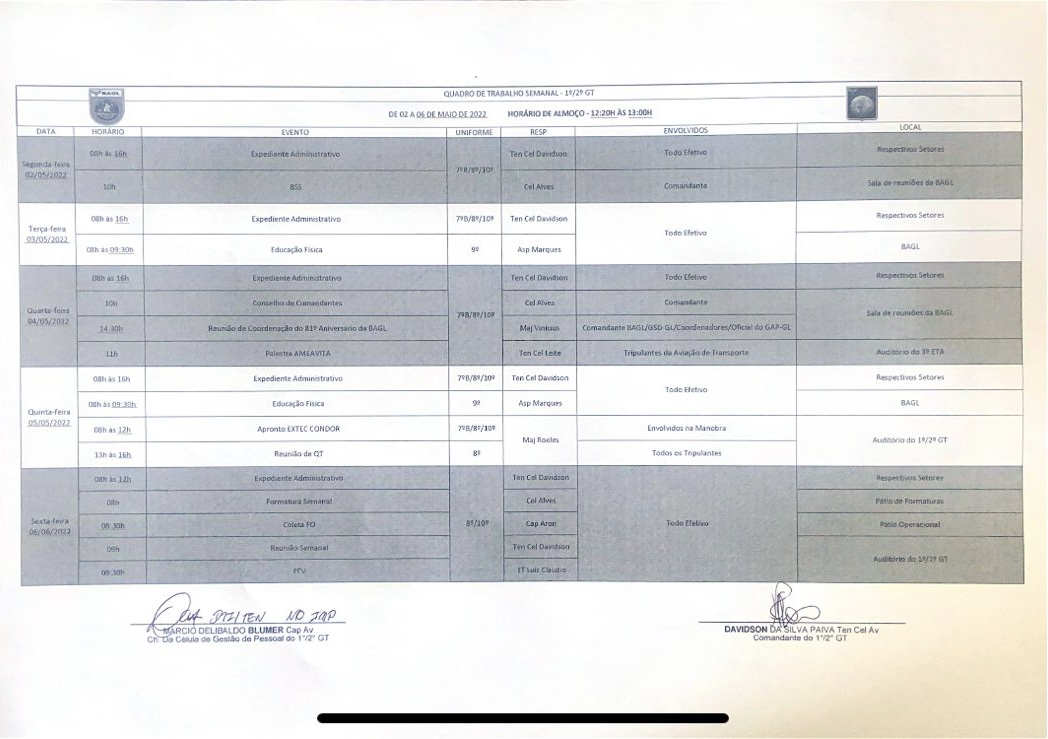 BAGL
QUADRO DE TRABALHO SEMANAL - 1º/2º GT
DE 02 A 06 DE MAIO DE 2022 HORÁRIO DE ALMOÇO - 12:20H ÀS 13:00H
DATA HORÁRIO EVENTO UNIFORME RESP ENVOLVIDOS LOCAL
Segunda-feira 02/05/2022
08h às 16h Expediente Administrativo 7ºB/8º/10º Ten Cel Davidson Todo Efetivo Respectivos Setores
10h BSS Cel Alves Comandante Sala de reuniões da BAGL
Terça-feira 03/05/2022
08h às 16h Expediente Administrativo 7ºB/8º/10º Ten Cel Davidson Todo Efetivo Respectivos Setores
08h às 09:30h Educação Física 9º Asp Marques BAGL
Quarta-feira 04/05/2022
08h às 16h Expediente Administrativo 7ºB/8º/10º Ten Cel Davidson Todo Efetivo Respectivos Setores
10h Conselho de Comandantes Cel Alves Comandante Sala de reuniões da BAGL
14:30h Reunião de Coordenação do 81º Aniversário da BAGL Maj Vinicius Comandante BAGL/GSD-GL/Coordenadores/Oficial do GAP-GL
11h Palestra AMEAVITA Ten Cel Leite Tripulantes da Aviação de Transporte Auditório do 3º ETA
Quinta-feira 05/05/2022
08h às 16h Expediente Administrativo 7ºB/8º/10º Ten Cel Davidson Todo Efetivo Respectivos Setores
08h às 09:30h Educação Física 9º Asp Marques BAGL
08h às 12h Apronto EXTEC CONDOR 7ºB/8º/10º Maj Roeles Envolvidos na Manobra Auditório do 1º/2º GT
13h às 16h Reunião de QT 8º Todos os Tripulantes
Sexta-feira 06/06/2022
08h às 12h Expediente Administrativo 8º/10º Ten Cel Davidson Todo Efetivo Respectivos Setores
08h Formatura Semanal Cel Alves Pátio de Formaturas
08:30h Coleta FO Cap Aron Pátio Operacional
09h Reunião Semanal Ten Cel Davidson Auditório do 1º/2º GT
09:30h PFV 1T Luis Claudio
MARCIO DELIBALDO BLUMER Cap Av
Ch. Da Célula de Gestão de Pessoal do 1º/2º GT
DAVIDSON DA SILVA PAIVA Ten Cel Av
Comandante do 1º/2º GT